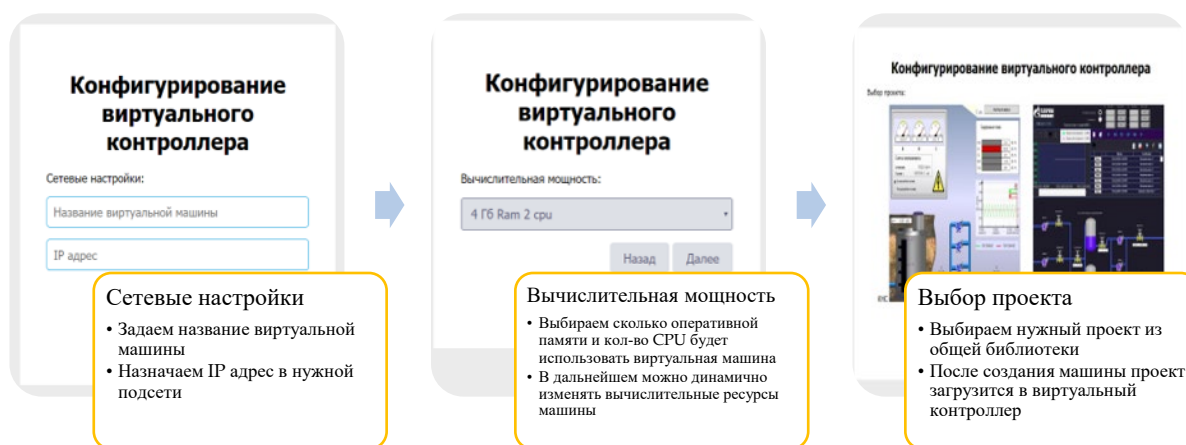 Конфигурирование
виртуального
контроллера
Сетевые настройки:
Название виртуальной машины
IP адрес
Сетевые настройки
• Задаем название виртуальной
машины
• Назначаем IP адрес в нужной
подсети
Конфигурирование
виртуального
контроллера
Вычислительная мощность:
4 Гб Ram 2 cpu
Назад Далее
Вычислительная мощность
• Выбираем сколько оперативной
памяти и кол-во CPU будет
использовать виртуальная машина
• В дальнейшем можно динамично
изменять вычислительные ресурсы
машины
Конфигурирование виртуального контроллера
Выбор проекта:
Выбор проекта
• Выбираем нужный проект из
общей библиотеки
• После создания машины проект
загрузится в виртуальный
контроллер